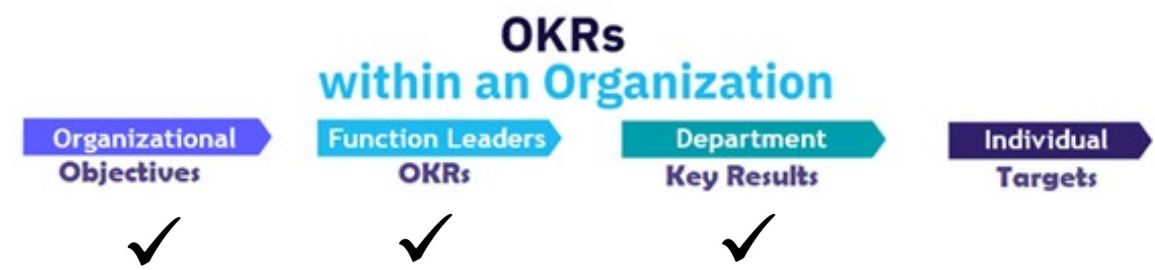 OKRs
within an Organization
Organizational
Objectives
Function Leaders
OKRs
Department
Key Results
Individual
Targets